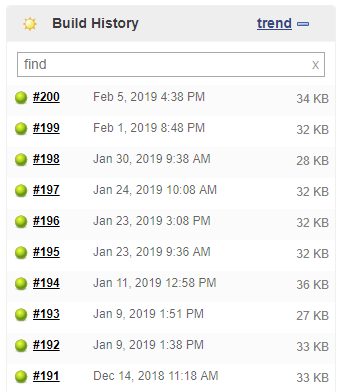 Build History trend
find x
#200 Feb 5, 2019 4:38 PM 34 KB
#199 Feb 1, 2019 8:48 PM 32 KB
#198 Jan 30, 2019 9:38 AM 28 KB
#197 Jan 24, 2019 10:08 AM 32 KB
#196 Jan 23, 2019 3:08 PM 32 KB
#195 Jan 23, 2019 9:36 AM 32 KB
#194 Jan 11, 2019 12:58 PM 36 KB
#193 Jan 9, 2019 1:51 PM 27 KB
#192 Jan 9, 2019 1:38 PM 33 KB
#191 Dec 14, 2018 11:18 AM 33 KB